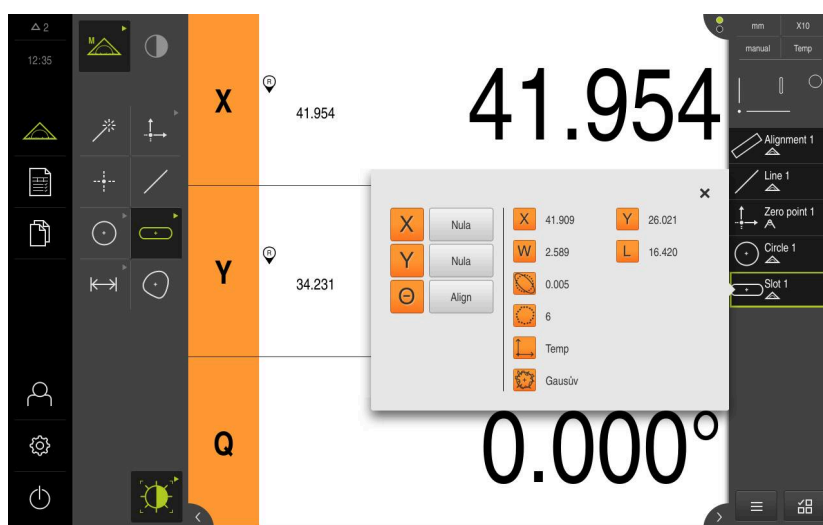 △ 2
12:35
M
X
R
41.954
41.954
Y
R
34.231
Q
0.000°
X Nula
Y Nula
Θ Align
X 41.909 Y 26.021
W 2.589 L 16.420
0.005
6
Temp
Gausův
mm X10
manual Temp
Alignment 1
Line 1
Zero point 1
Circle 1
Slot 1